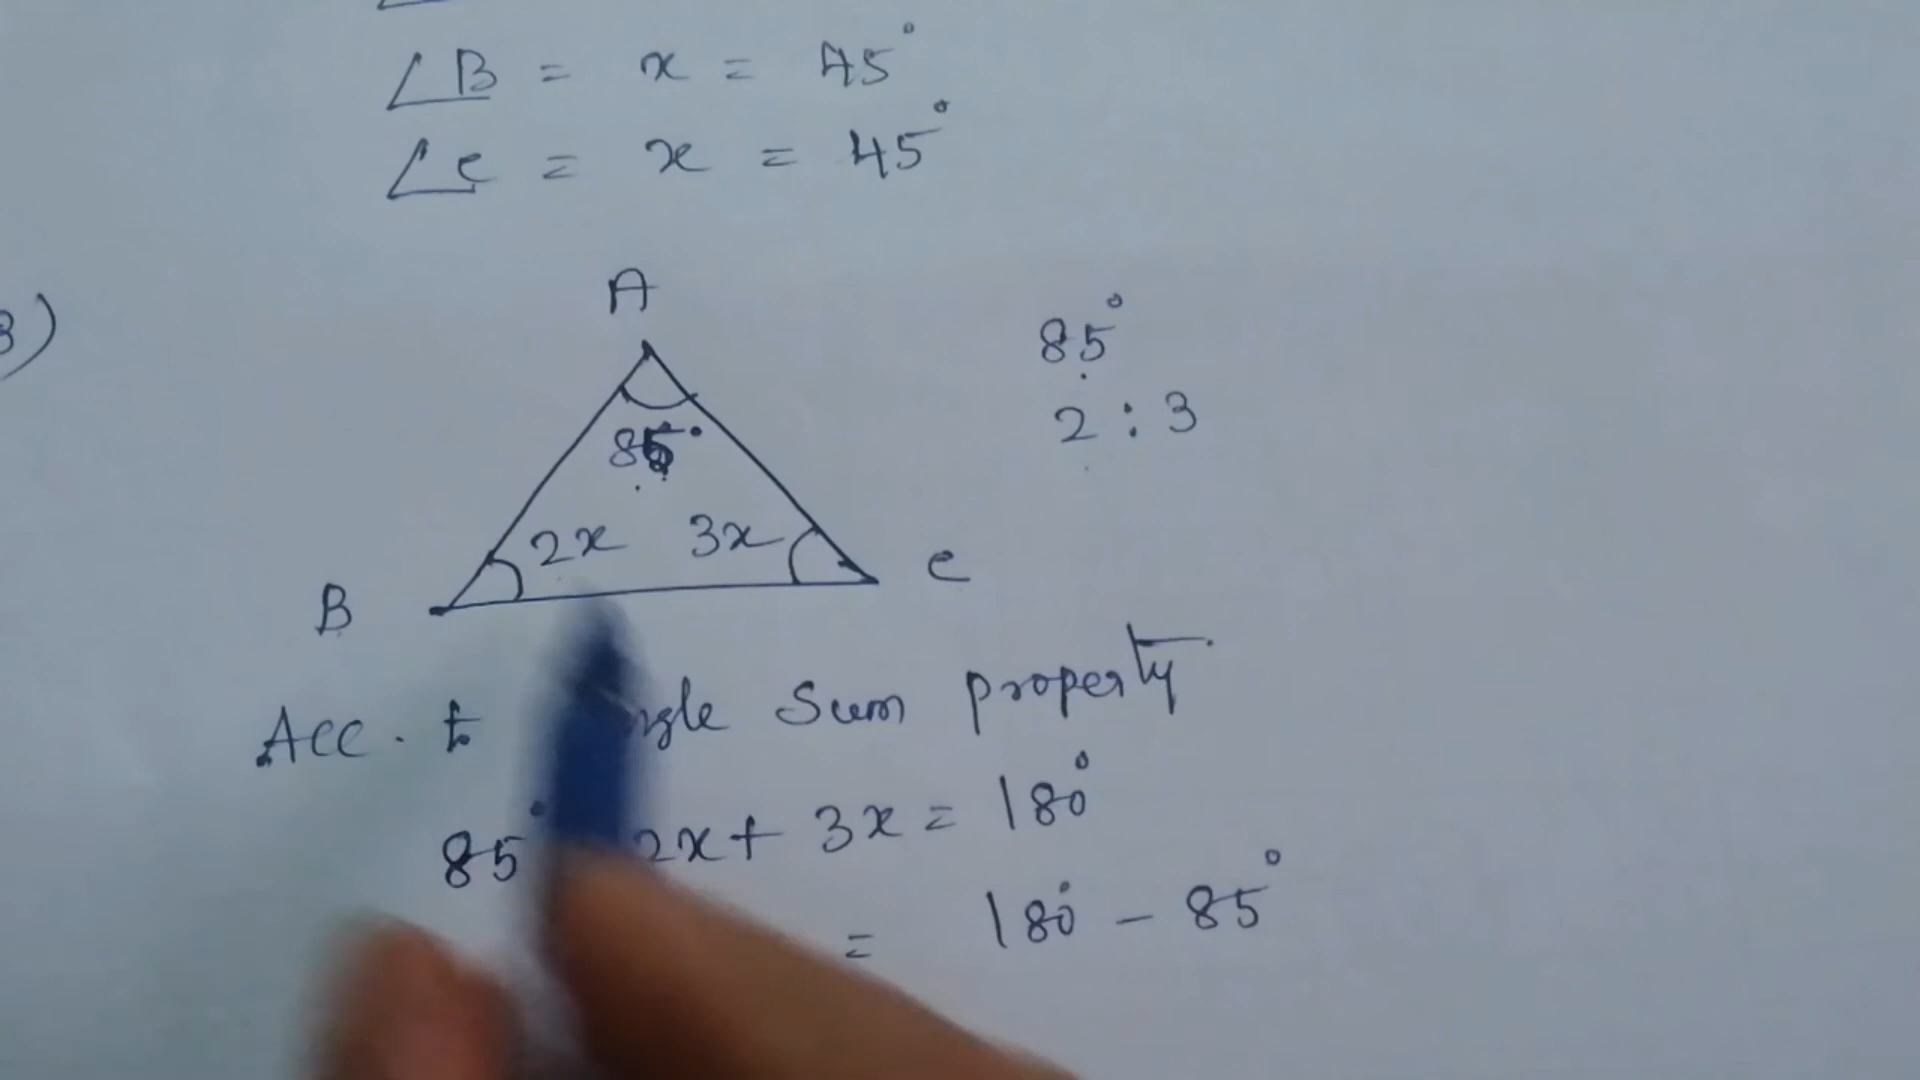 ∠B = x = 45°
∠C = x = 45°
3)
A
85°
2 : 3
85°
2x 3x
B
C
Acc. to Sum property
85° 2x + 3x = 180°
= 180° - 85°